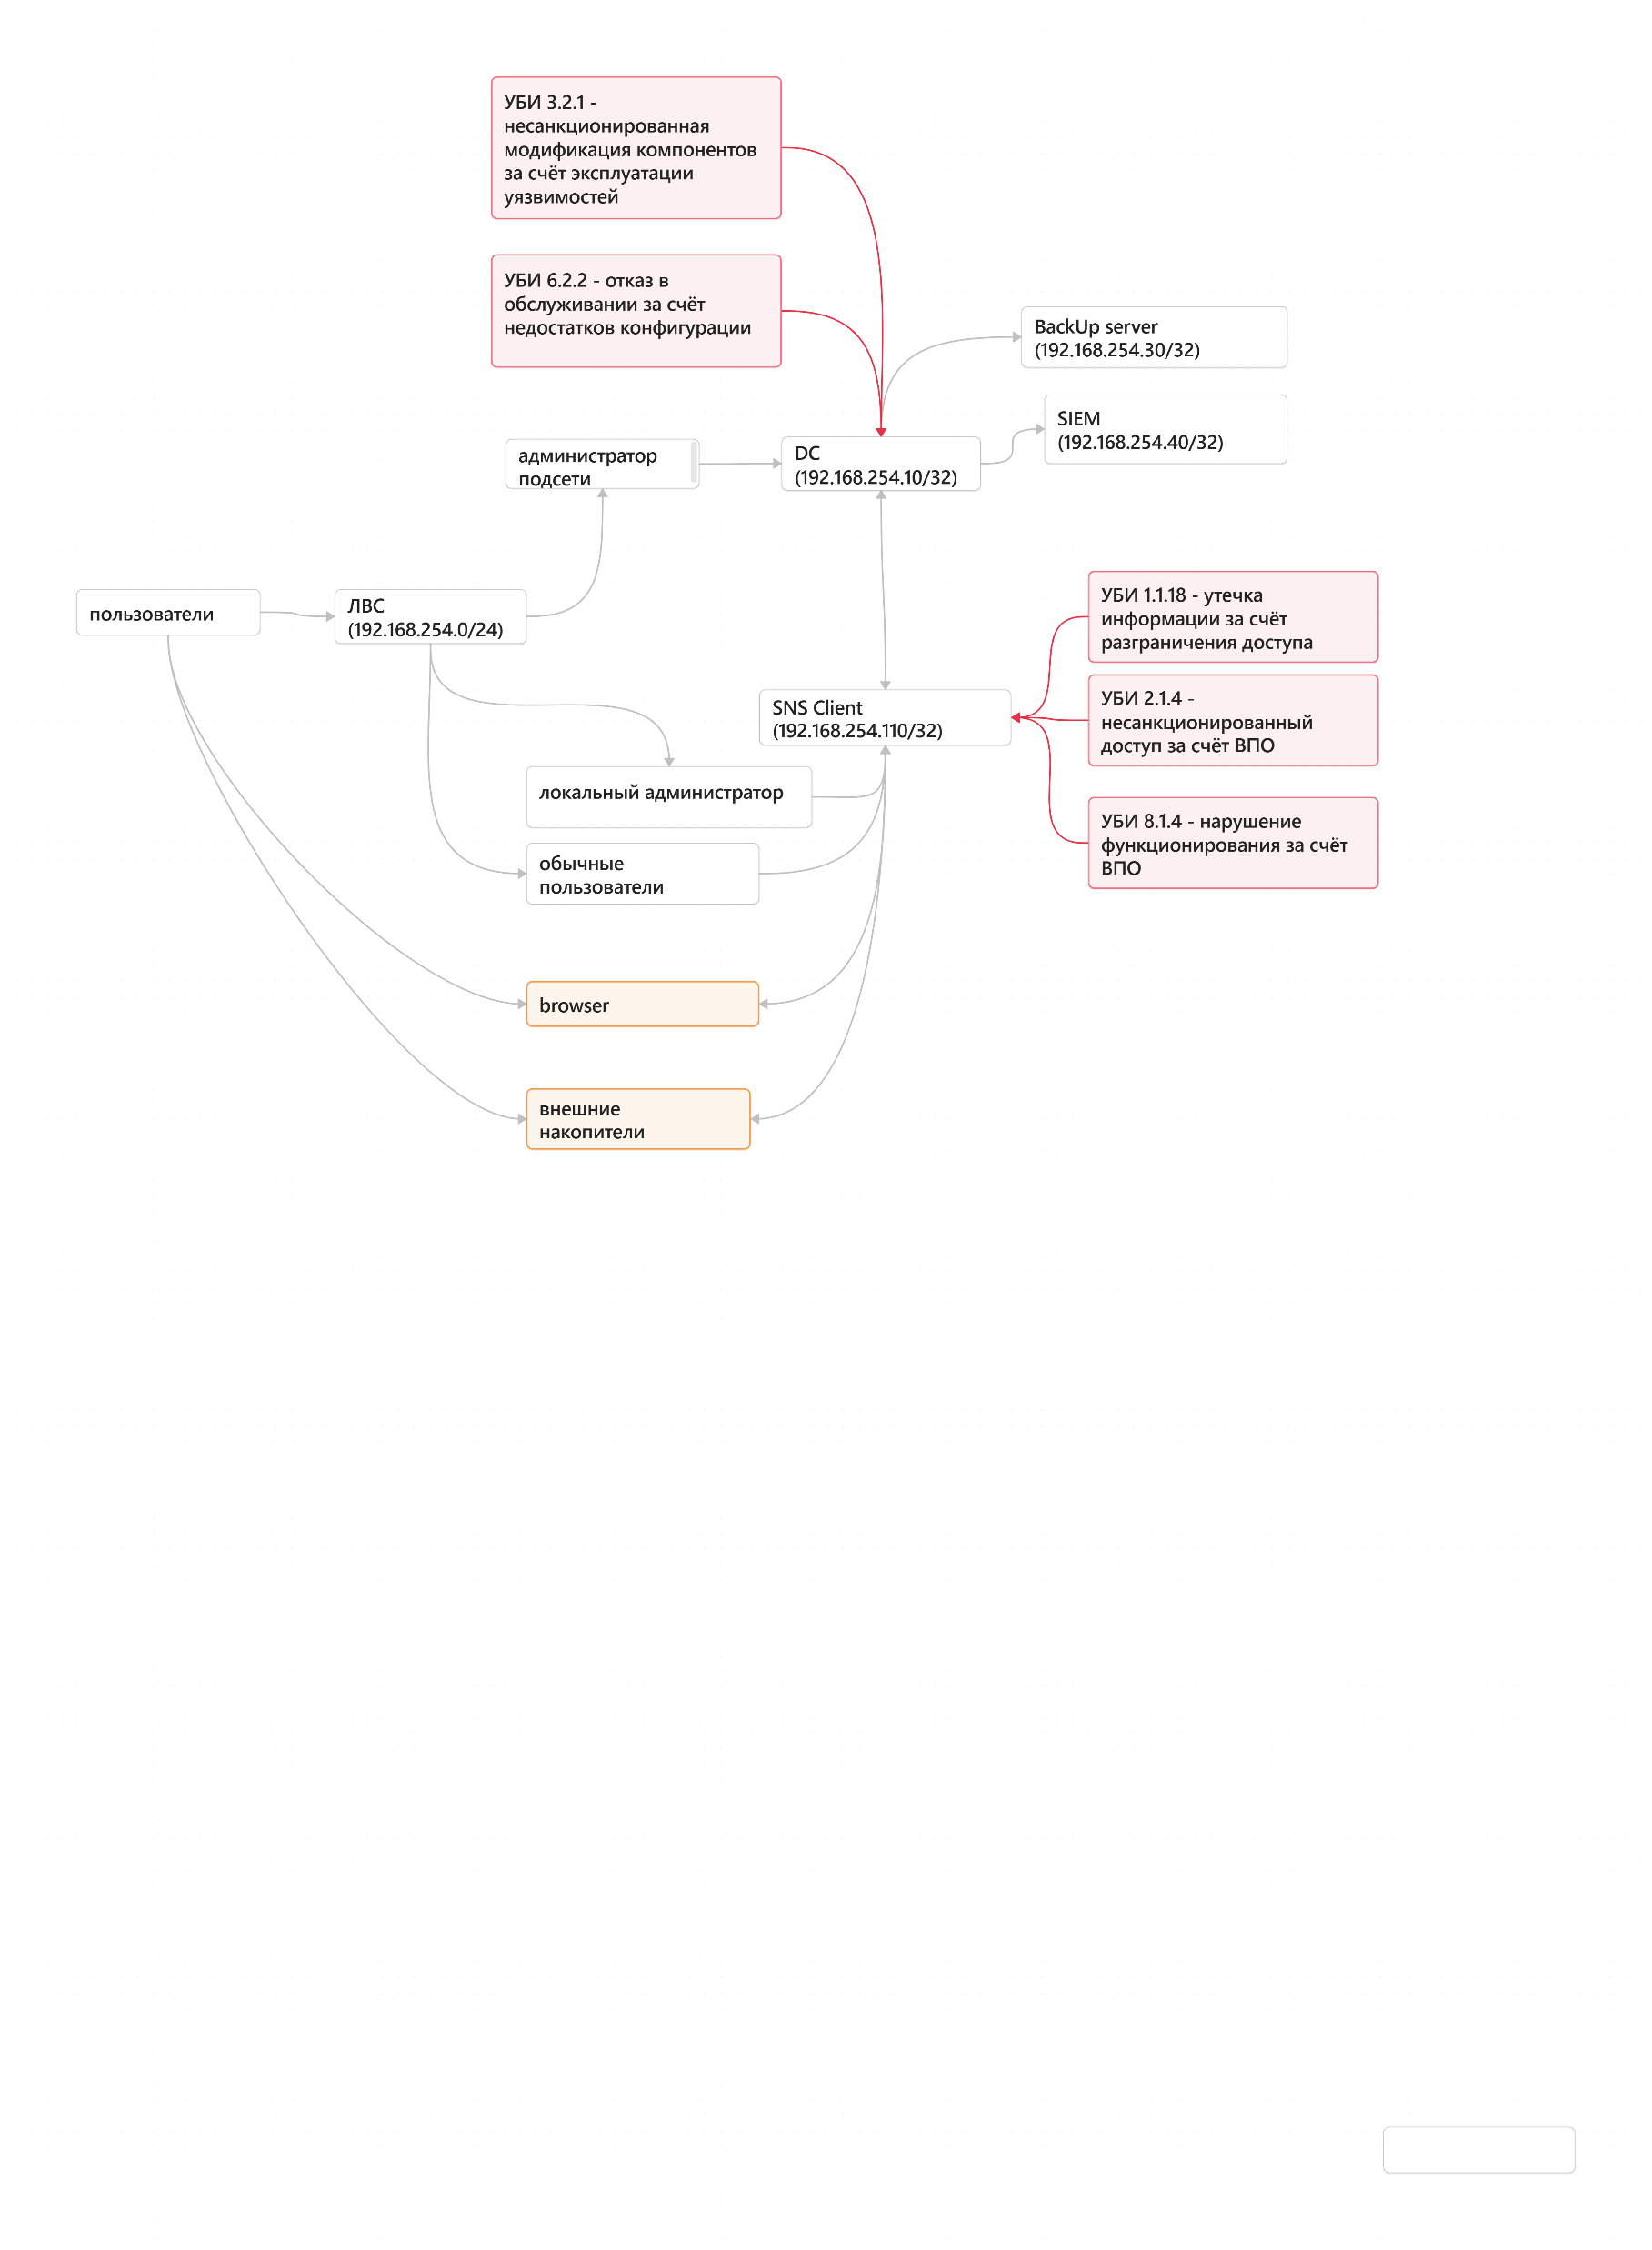 УБИ 3.2.1 -
несанкционированная
модификация компонентов
за счёт эксплуатации
уязвимостей
УБИ 6.2.2 - отказ в
обслуживании за счёт
недостатков конфигурации
BackUp server
(192.168.254.30/32)
SIEM
(192.168.254.40/32)
администратор
подсети
DC
(192.168.254.10/32)
пользователи
ЛВС
(192.168.254.0/24)
УБИ 1.1.18 - утечка
информации за счёт
разграничения доступа
SNS Client
(192.168.254.110/32)
УБИ 2.1.4 -
несанкционированный
доступ за счёт ВПО
локальный администратор
УБИ 8.1.4 - нарушение
функционирования за счёт
ВПО
обычные
пользователи
browser
внешние
накопители